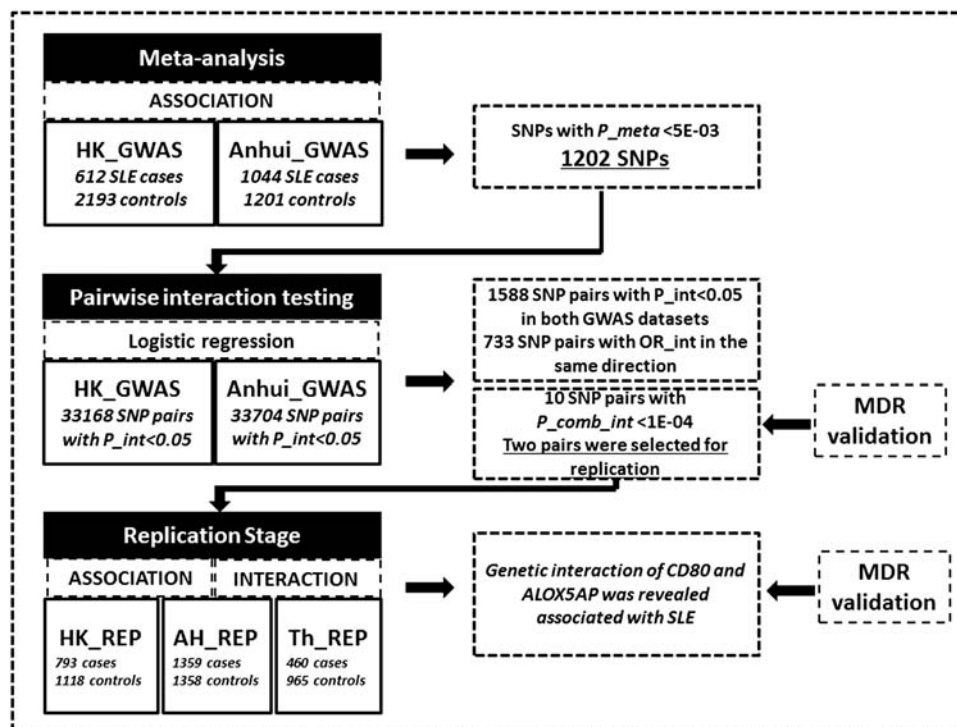 Meta-analysis
ASSOCIATION
HK_GWAS
612 SLE cases
2193 controls
Anhui_GWAS
1044 SLE cases
1201 controls
SNPs with P_meta <5E-03
1202 SNPs
Pairwise interaction testing
Logistic regression
HK_GWAS
33168 SNP pairs
with P_int<0.05
Anhui_GWAS
33704 SNP pairs
with P_int<0.05
1588 SNP pairs with P_int<0.05
in both GWAS datasets
733 SNP pairs with OR_int in the
same direction
10 SNP pairs with
P_comb_int <1E-04
Two pairs were selected for
replication
MDR
validation
Replication Stage
ASSOCIATION
INTERACTION
HK_REP
793 cases
1118 controls
AH_REP
1359 cases
1358 controls
Th_REP
460 cases
965 controls
Genetic interaction of CD80 and
ALOX5AP was revealed
associated with SLE
MDR
validation